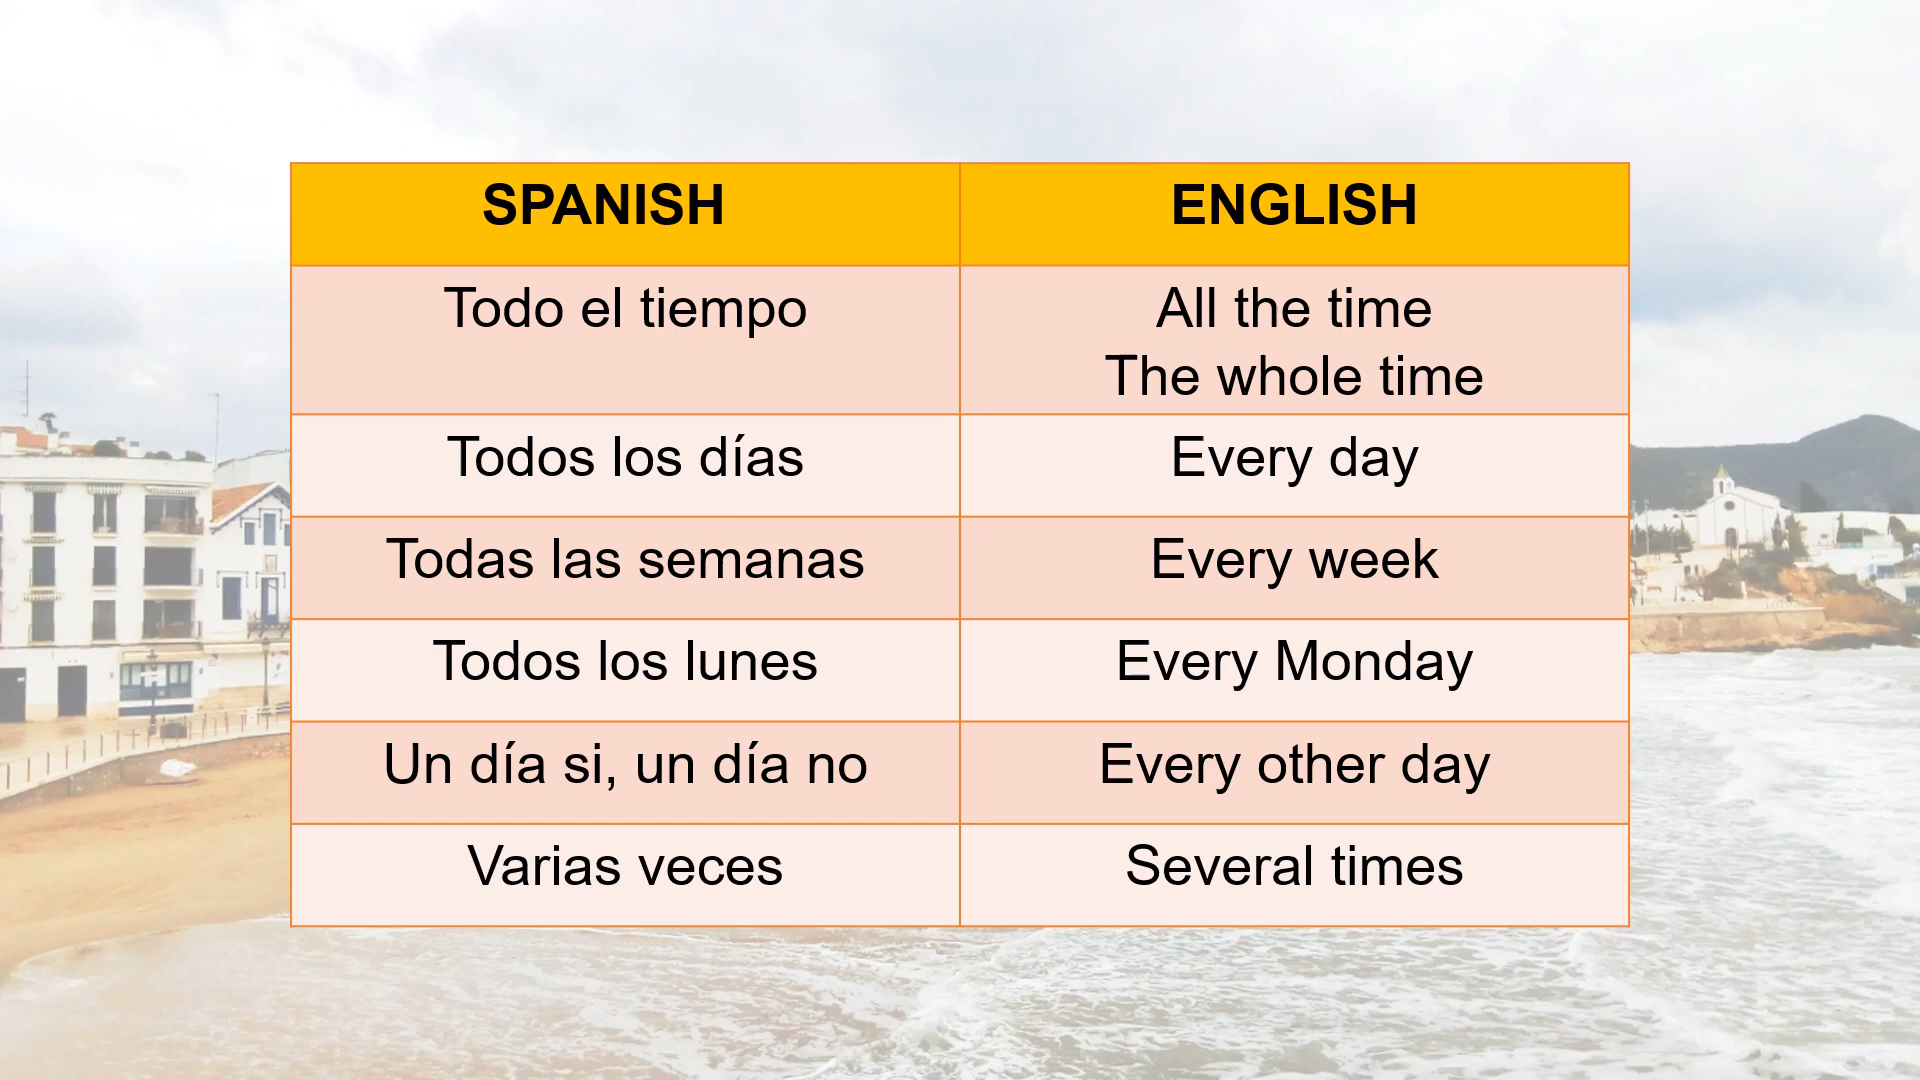 SPANISH ENGLISH
Todo el tiempo All the time
The whole time
Todos los días Every day
Todas las semanas Every week
Todos los lunes Every Monday
Un día si, un día no Every other day
Varias veces Several times